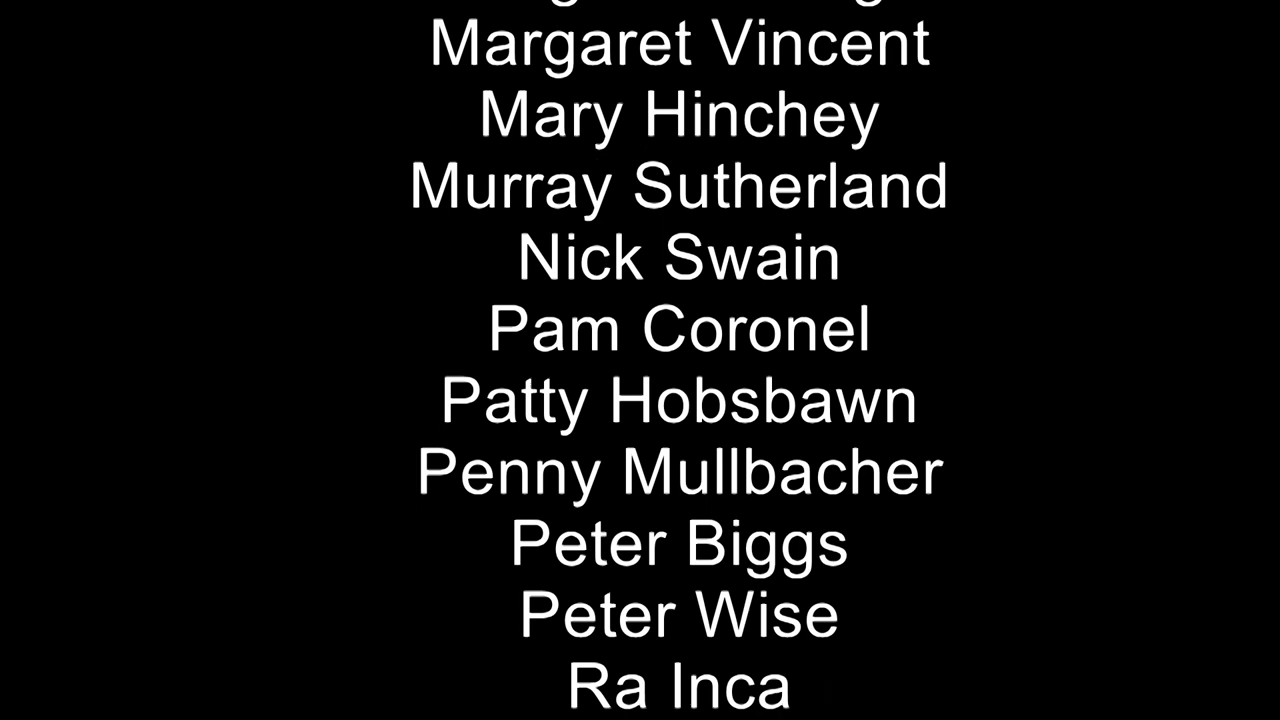 Margaret Vincent
Mary Hinchey
Murray Sutherland
Nick Swain
Pam Coronel
Patty Hobsbawn
Penny Mullbacher
Peter Biggs
Peter Wise
Ra Inca